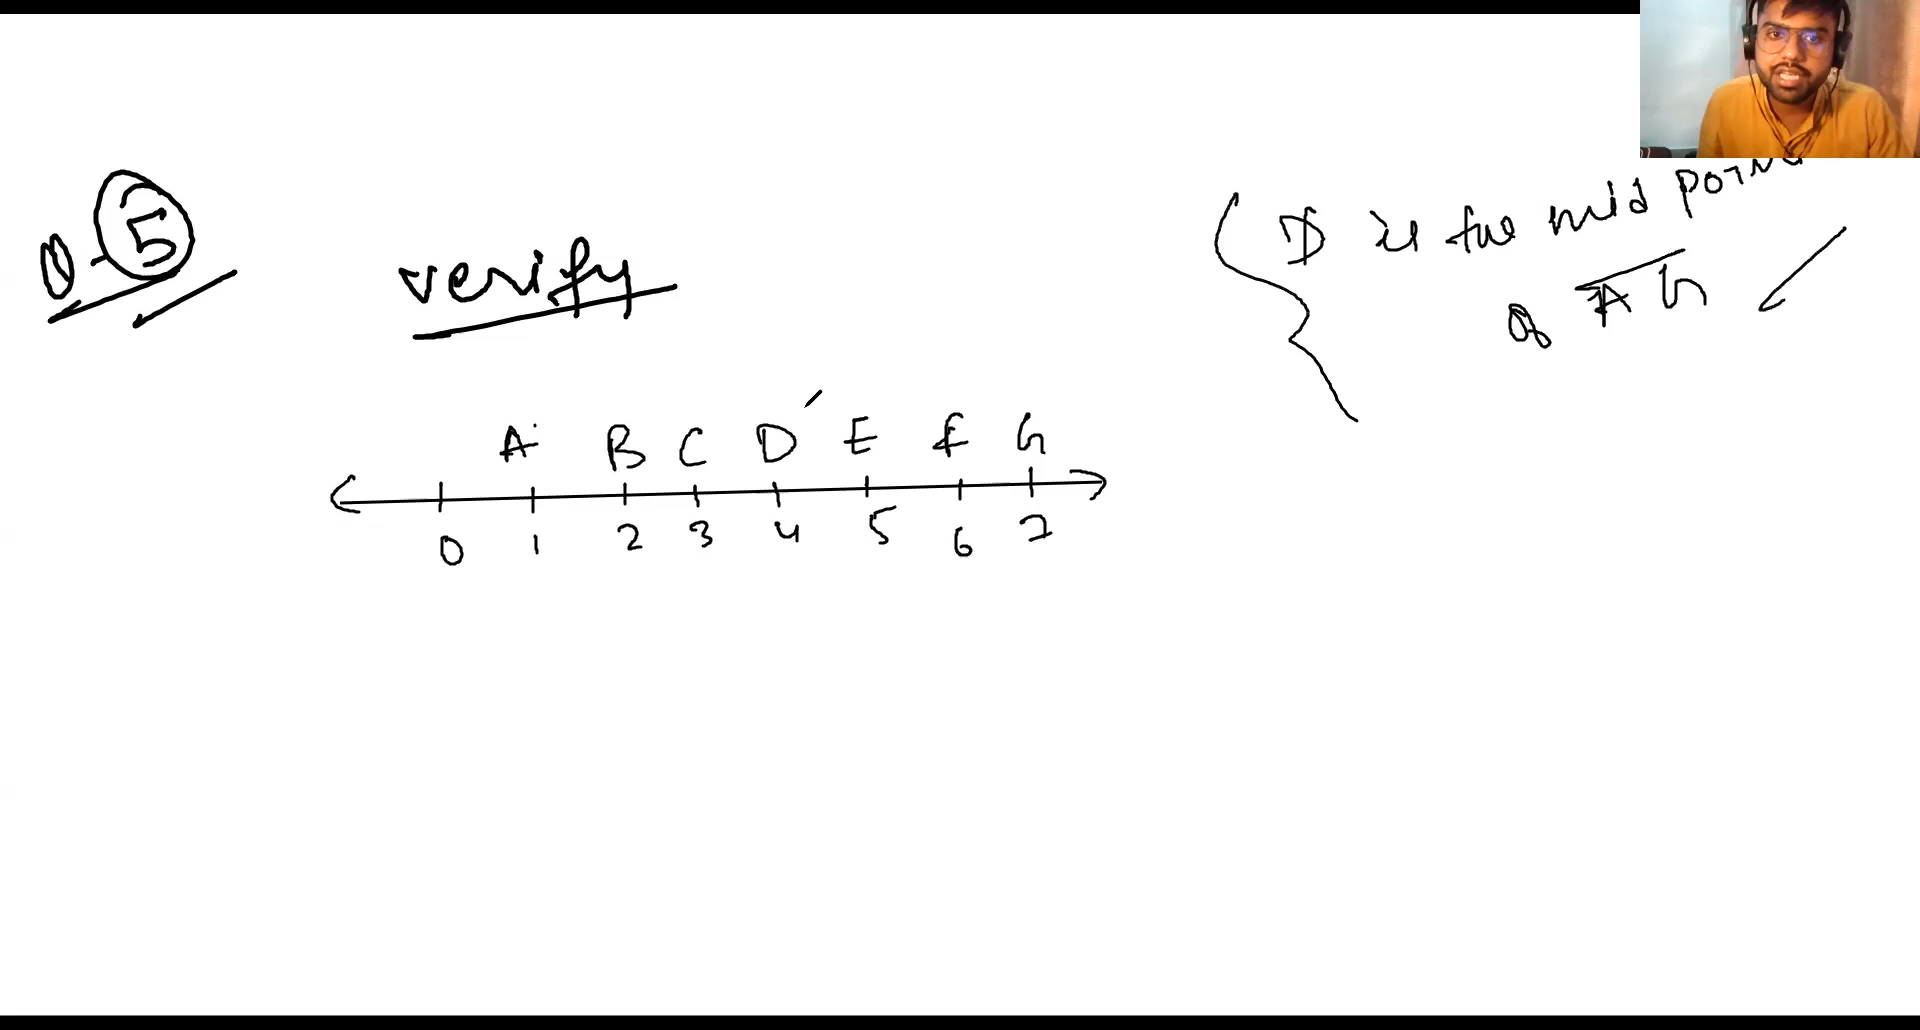 Q-5
verify
D is the mid point
of AG
A B C D E F G
0 1 2 3 4 5 6 7